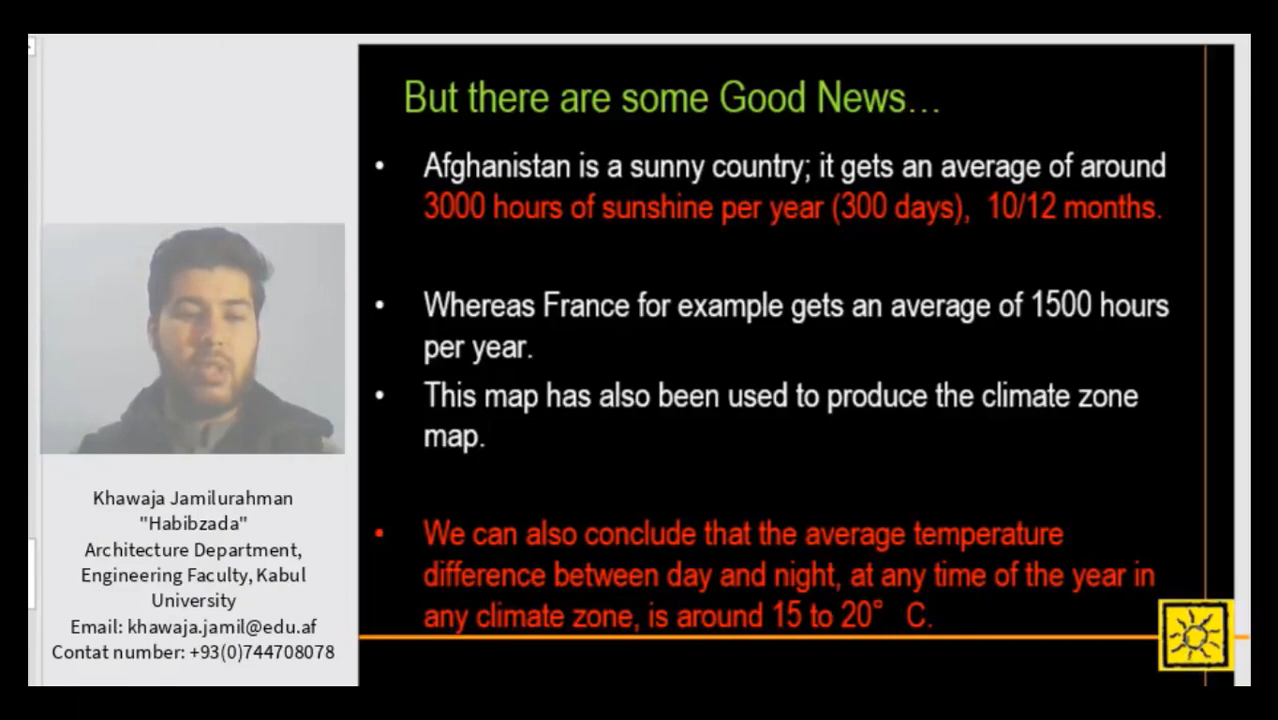 But there are some Good News...
• Afghanistan is a sunny country; it gets an average of around
3000 hours of sunshine per year (300 days), 10/12 months.
• Whereas France for example gets an average of 1500 hours
per year.
• This map has also been used to produce the climate zone
map.
• We can also conclude that the average temperature
difference between day and night, at any time of the year in
any climate zone, is around 15 to 20° C.
Khawaja Jamilurahman
"Habibzada"
Architecture Department,
Engineering Faculty, Kabul
University
Email: khawaja.jamil@edu.af
Contat number: +93(0)744708078